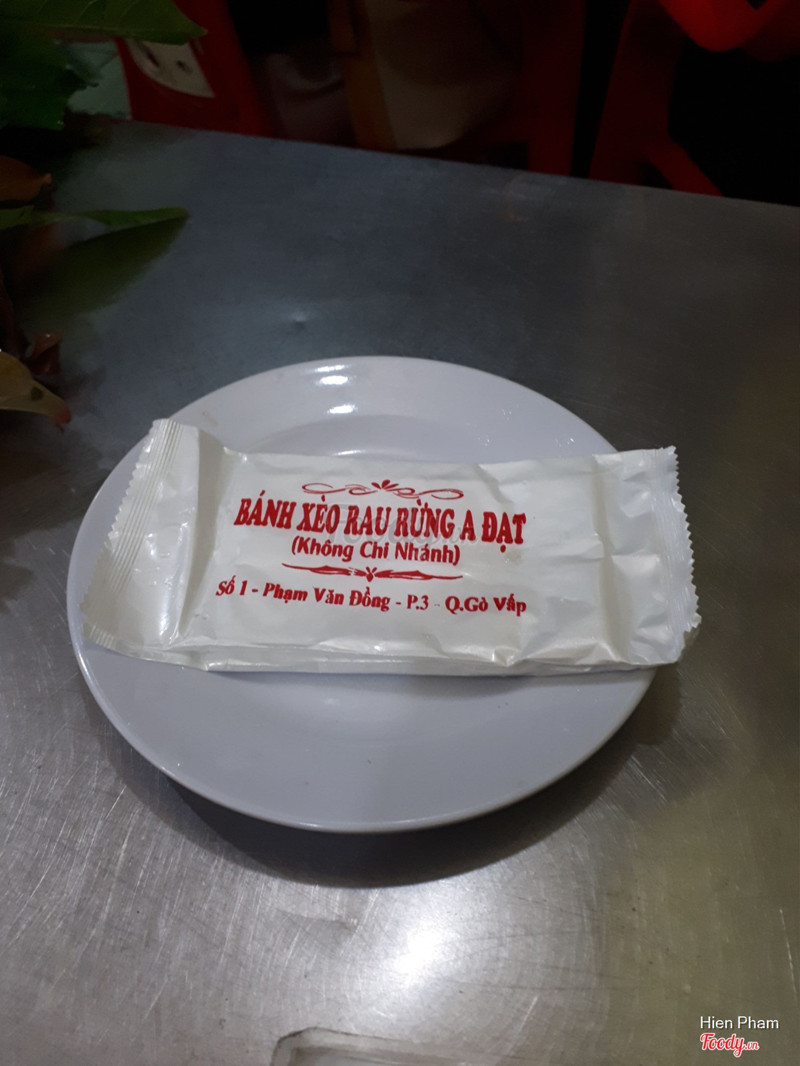 BÁNH XÈO RAU RỪNG A ĐẠT
(Không Chi Nhánh)
Số 1 - Phạm Văn Đồng - P.3 - Q.Gò Vấp
Hien Pham
Foody.vn